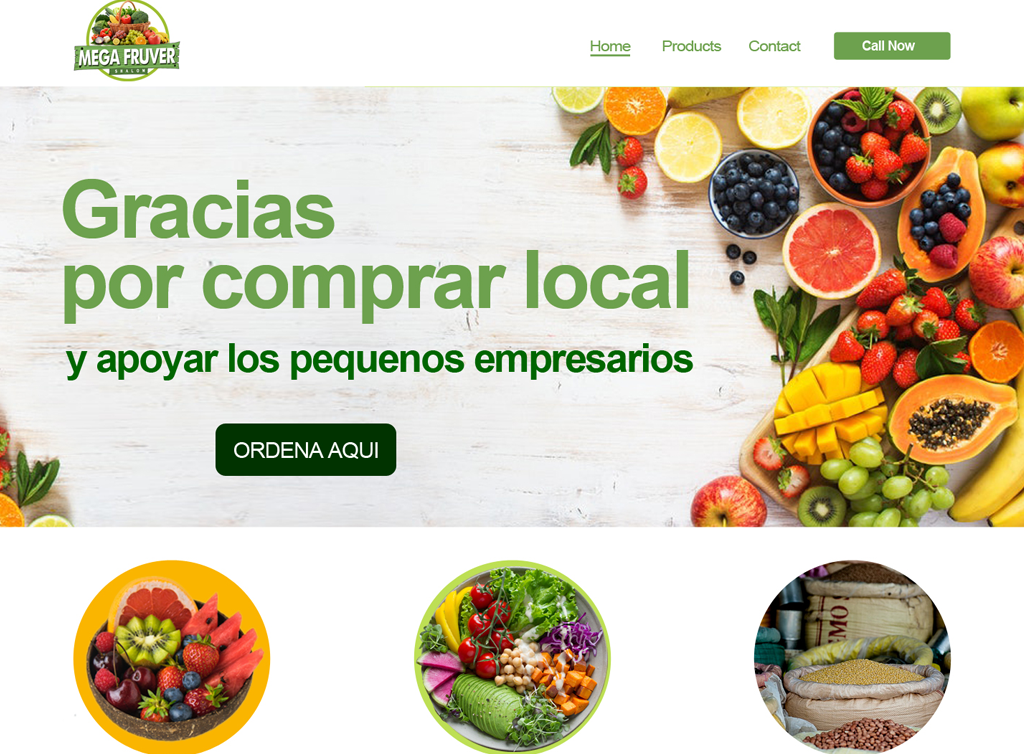 MEGA FRUVER
SHALOM
Home
Products
Contact
Call Now
Gracias
por comprar local
y apoyar los pequenos empresarios
ORDENA AQUI